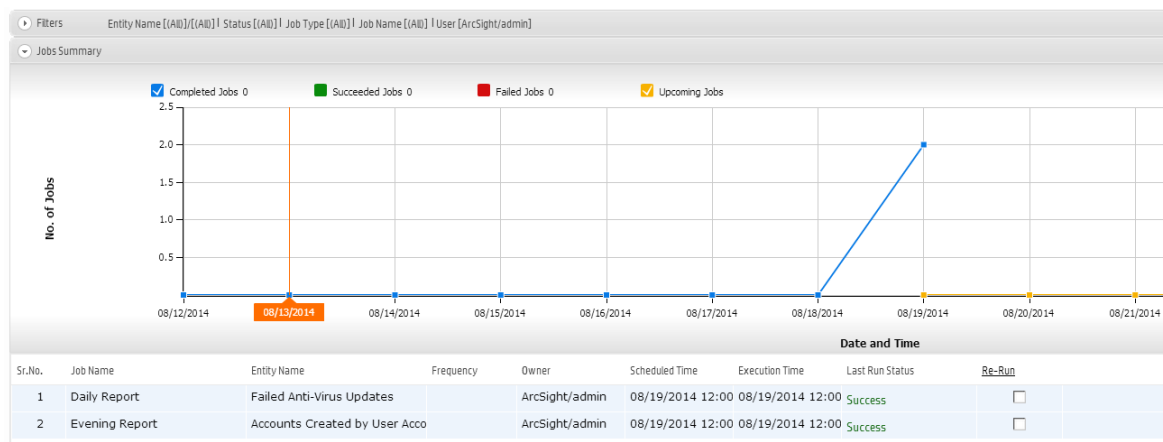 Filters Entity Name [(All)]/[(All)] | Status [(All)] | Job Type [(All)] | Job Name [(All)] | User [ArcSight/admin]
Jobs Summary
Completed Jobs 0 Succeeded Jobs 0 Failed Jobs 0 Upcoming Jobs
2.5
2.0
1.5
1.0
0.5
.0
No. of Jobs
08/12/2014 08/13/2014 08/14/2014 08/15/2014 08/16/2014 08/17/2014 08/18/2014 08/19/2014 08/20/2014 08/21/2014
Date and Time
Sr.No. Job Name Entity Name Frequency Owner Scheduled Time Execution Time Last Run Status Re-Run
1 Daily Report Failed Anti-Virus Updates ArcSight/admin 08/19/2014 12:00 08/19/2014 12:00 Success
2 Evening Report Accounts Created by User Acco ArcSight/admin 08/19/2014 12:00 08/19/2014 12:00 Success